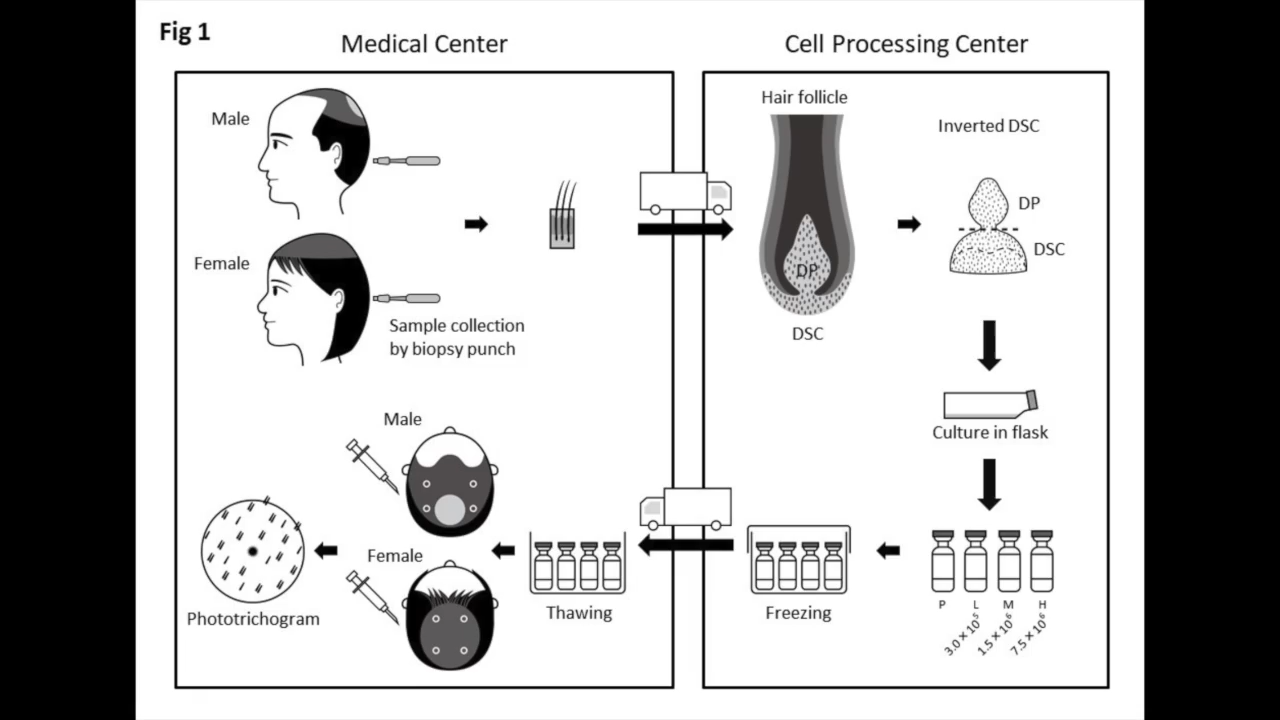 Fig 1
Medical Center
Cell Processing Center
Male
Female
Sample collection
by biopsy punch
Hair follicle
DP
DSC
Inverted DSC
DP
DSC
Culture in flask
P
L
M
H
3.0 × 10⁵
1.5 × 10⁶
7.5 × 10⁶
Freezing
Thawing
Male
Female
Phototrichogram